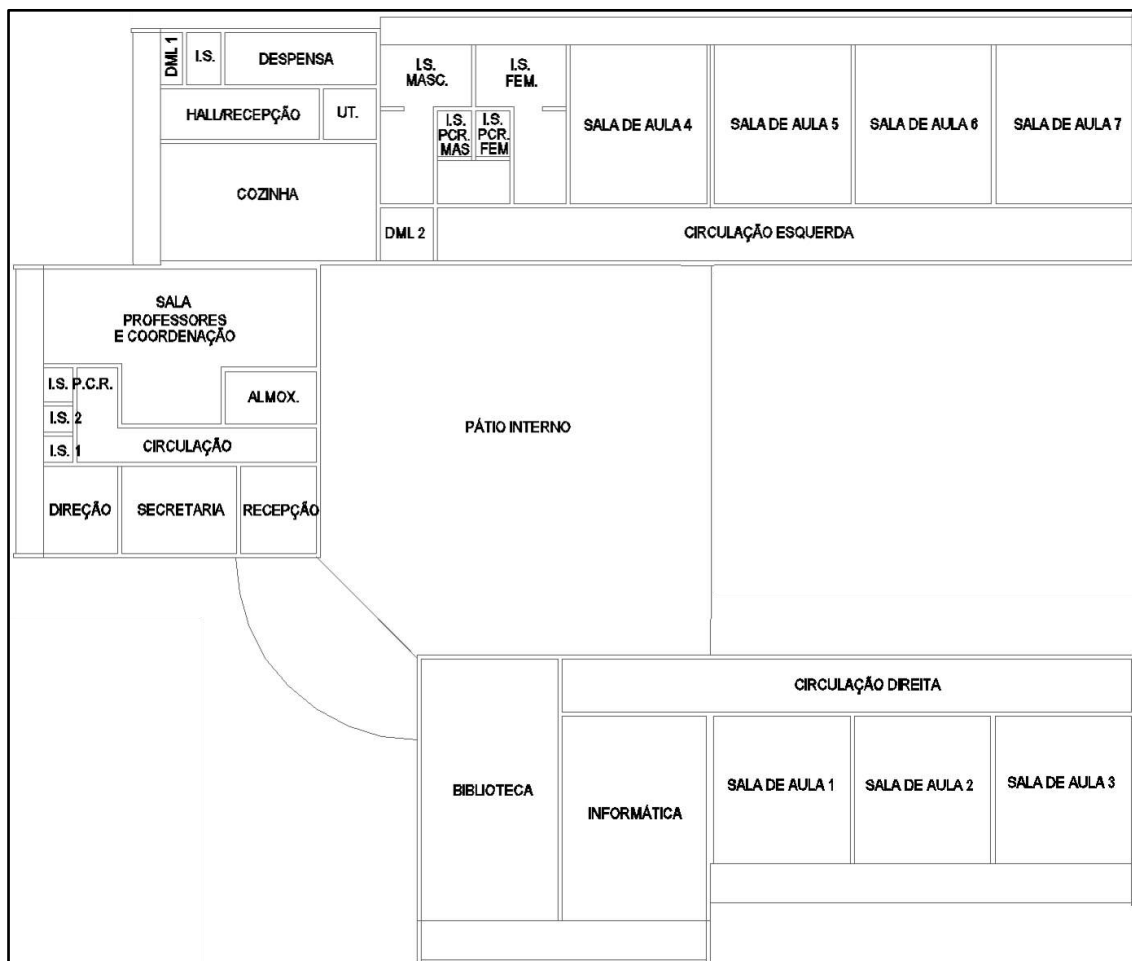 DML 1
I.S.
DESPENSA
I.S.
MASC.
I.S.
FEM.
HALL/RECEPÇÃO
UT.
I.S.
PCR.
MAS
I.S.
PCR.
FEM
SALA DE AULA 4
SALA DE AULA 5
SALA DE AULA 6
SALA DE AULA 7
COZINHA
DML 2
CIRCULAÇÃO ESQUERDA
SALA
PROFESSORES
E COORDENAÇÃO
I.S. P.C.R.
ALMOX.
I.S. 2
I.S. 1
CIRCULAÇÃO
PÁTIO INTERNO
DIREÇÃO
SECRETARIA
RECEPÇÃO
CIRCULAÇÃO DIREITA
BIBLIOTECA
INFORMÁTICA
SALA DE AULA 1
SALA DE AULA 2
SALA DE AULA 3